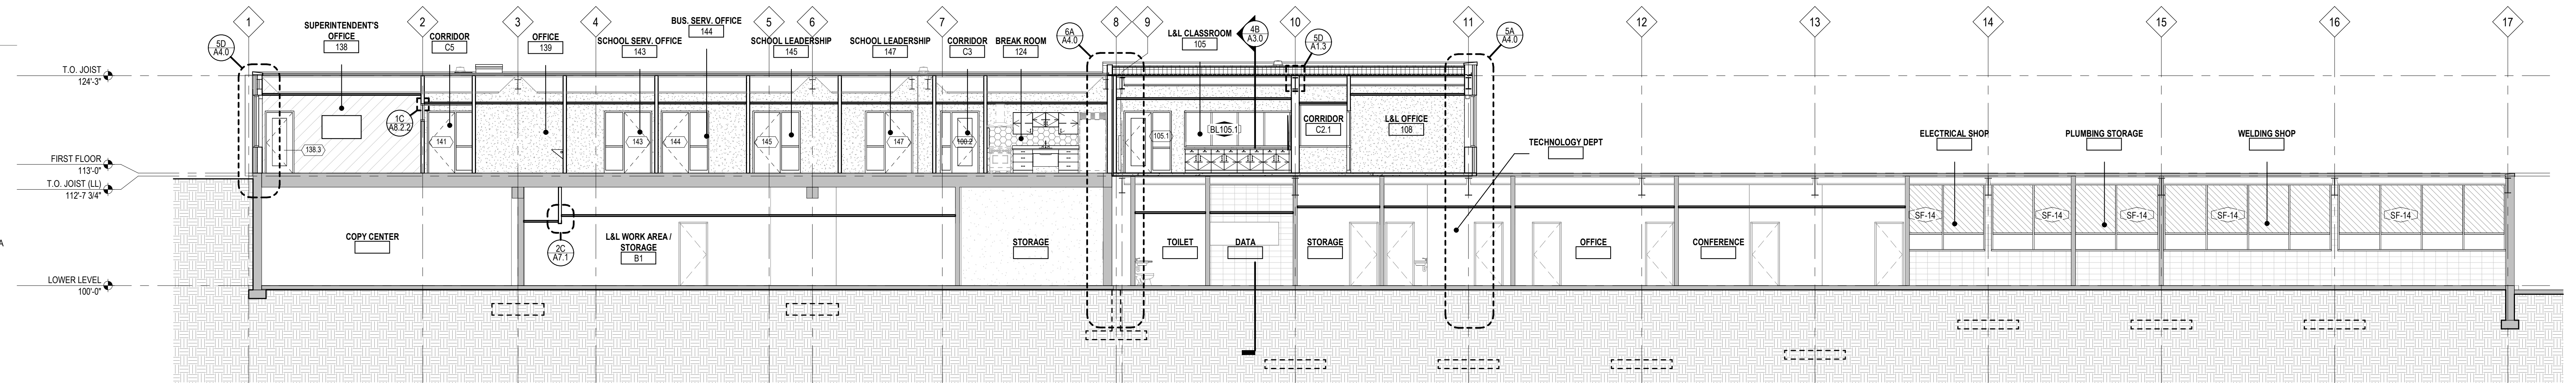 1
2
3
4
5
6
7
8
9
10
11
12
13
14
15
16
17
5D
A4.0
SUPERINTENDENT'S
OFFICE
138
CORRIDOR
C5
OFFICE
139
SCHOOL SERV. OFFICE
143
BUS. SERV. OFFICE
144
SCHOOL LEADERSHIP
145
SCHOOL LEADERSHIP
147
CORRIDOR
C3
BREAK ROOM
124
6A
A4.0
L&L CLASSROOM
105
4B
A3.0
5D
A1.3
5A
A4.0
T.O. JOIST
124'-3"
1C
A8.2.2
138.3
141
143
144
145
147
100.2
105.1
BL105.1
CORRIDOR
C2.1
L&L OFFICE
108
TECHNOLOGY DEPT
ELECTRICAL SHOP
PLUMBING STORAGE
WELDING SHOP
FIRST FLOOR
113'-0"
T.O. JOIST (LL)
112'-7 3/4"
SF-14
SF-14
SF-14
SF-14
SF-14
A
COPY CENTER
2C
A7.1
L&L WORK AREA /
STORAGE
B1
STORAGE
TOILET
DATA
STORAGE
OFFICE
CONFERENCE
LOWER LEVEL
100'-0"